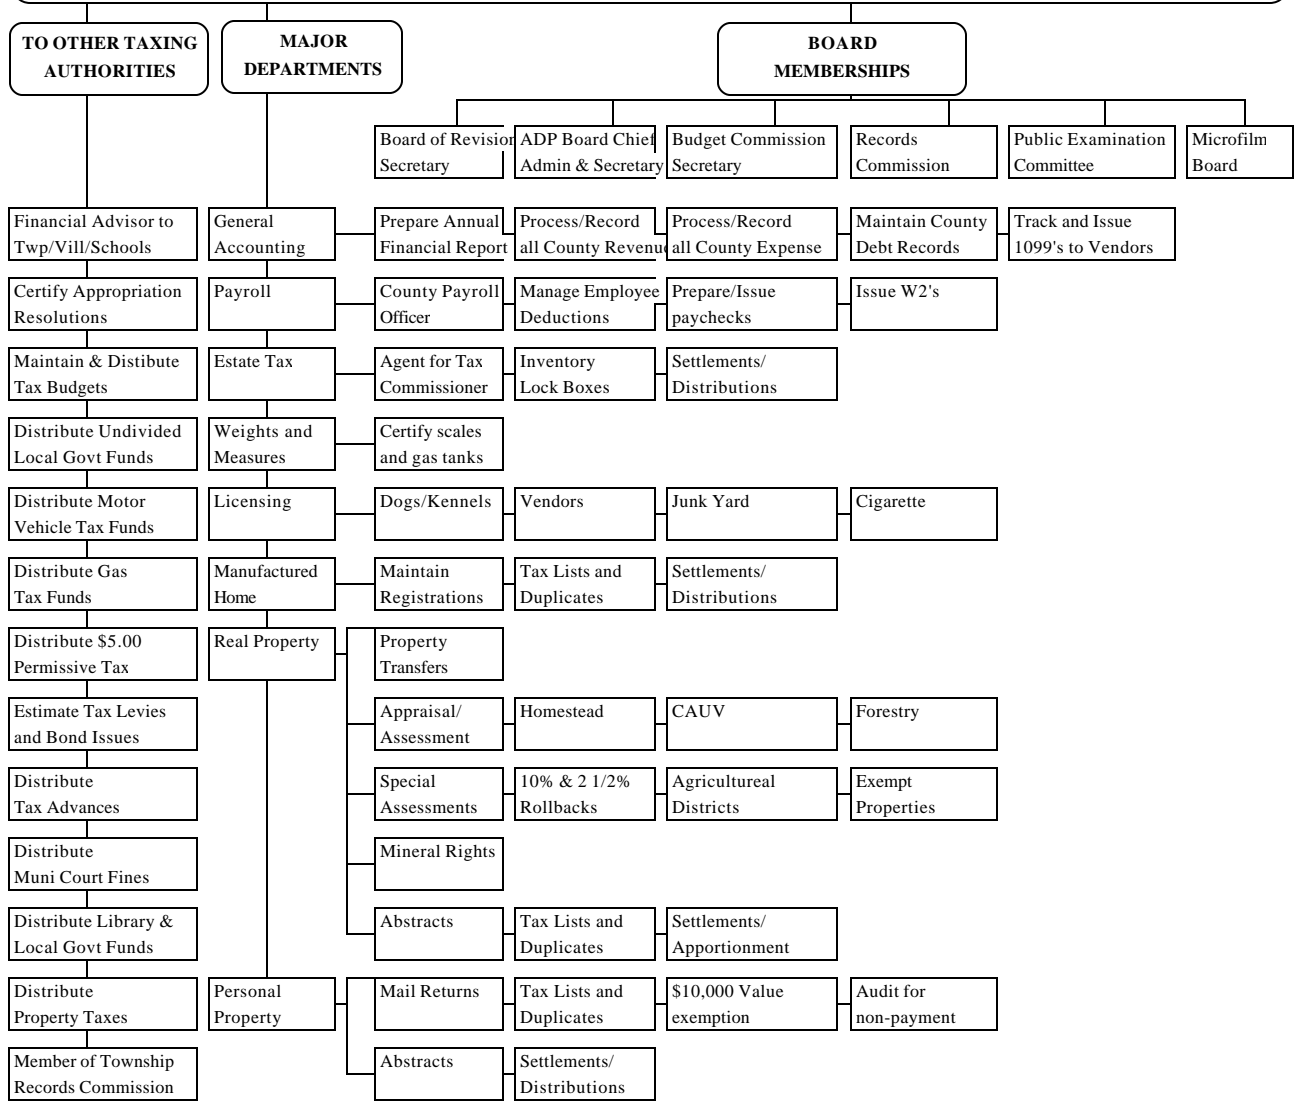 TO OTHER TAXING
AUTHORITIES
MAJOR
DEPARTMENTS
BOARD
MEMBERSHIPS
Board of Revision
Secretary
ADP Board Chief
Admin & Secretary
Budget Commission
Secretary
Records
Commission
Public Examination
Committee
Microfilm
Board
Financial Advisor to
Twp/Vill/Schools
General
Accounting
Prepare Annual
Financial Report
Process/Record
all County Revenue
Process/Record
all County Expense
Maintain County
Debt Records
Track and Issue
1099's to Vendors
Certify Appropriation
Resolutions
Payroll
County Payroll
Officer
Manage Employee
Deductions
Prepare/Issue
paychecks
Issue W2's
Maintain & Distibute
Tax Budgets
Estate Tax
Agent for Tax
Commissioner
Inventory
Lock Boxes
Settlements/
Distributions
Distribute Undivided
Local Govt Funds
Weights and
Measures
Certify scales
and gas tanks
Distribute Motor
Vehicle Tax Funds
Licensing
Dogs/Kennels
Vendors
Junk Yard
Cigarette
Distribute Gas
Tax Funds
Manufactured
Home
Maintain
Registrations
Tax Lists and
Duplicates
Settlements/
Distributions
Distribute $5.00
Permissive Tax
Real Property
Property
Transfers
Estimate Tax Levies
and Bond Issues
Appraisal/
Assessment
Homestead
CAUV
Forestry
Distribute
Tax Advances
Special
Assessments
10% & 2 1/2%
Rollbacks
Agricultureal
Districts
Exempt
Properties
Distribute
Muni Court Fines
Mineral Rights
Distribute Library &
Local Govt Funds
Abstracts
Tax Lists and
Duplicates
Settlements/
Apportionment
Distribute
Property Taxes
Personal
Property
Mail Returns
Tax Lists and
Duplicates
$10,000 Value
exemption
Audit for
non-payment
Member of Township
Records Commission
Abstracts
Settlements/
Distributions